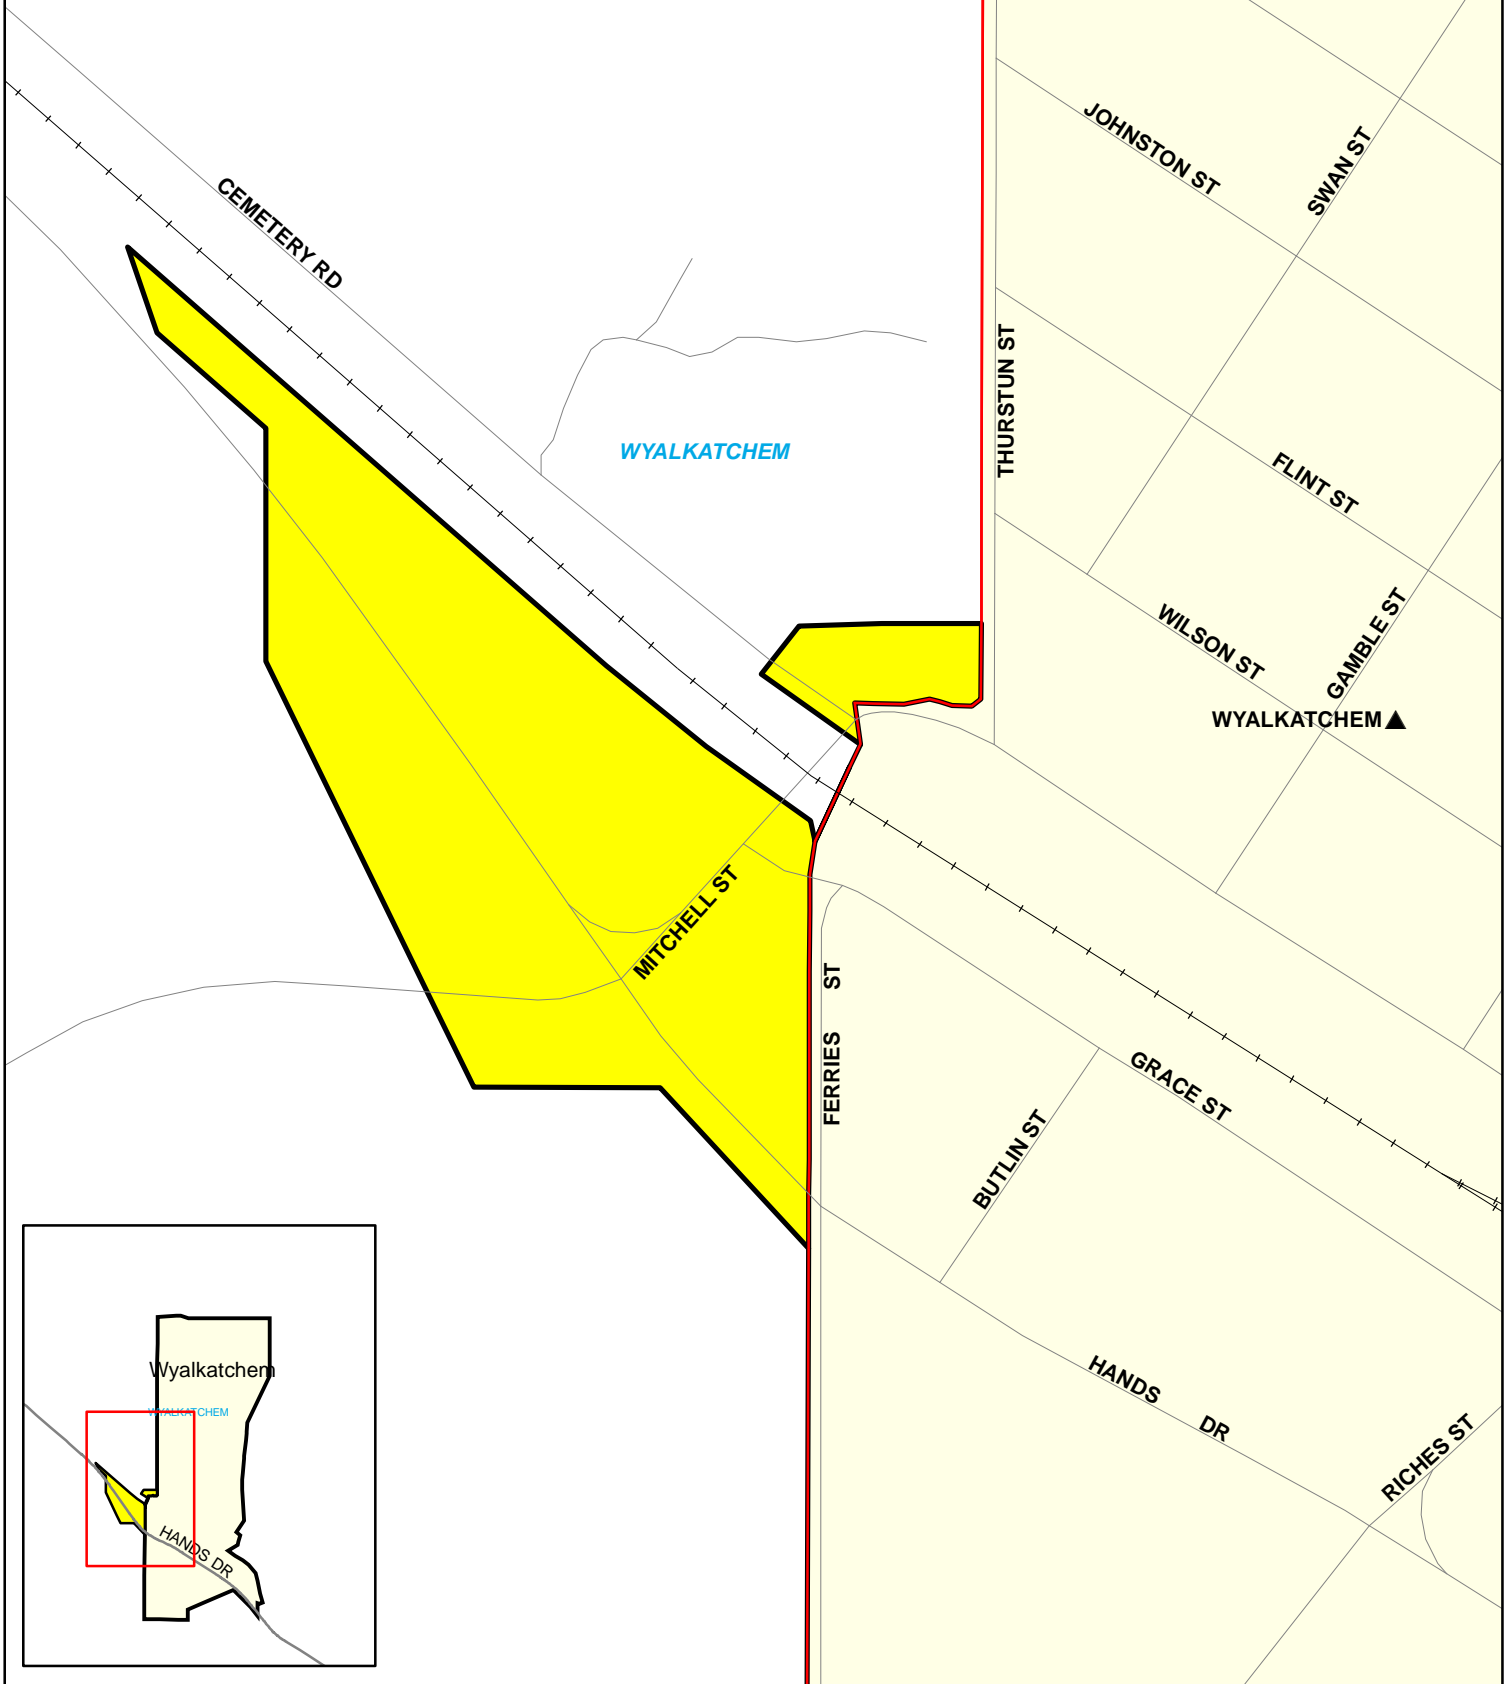 JOHNSTON ST
SWAN ST
CEMETERY RD
THURSTUN ST
WYALKATCHEM
FLINT ST
WILSON ST
GAMBLE ST
WYALKATCHEM
MITCHELL ST
FERRIES ST
GRACE ST
BUTLIN ST
HANDS DR
RICHES ST
Wyalkatchem
WYALKATCHEM
HANDS DR